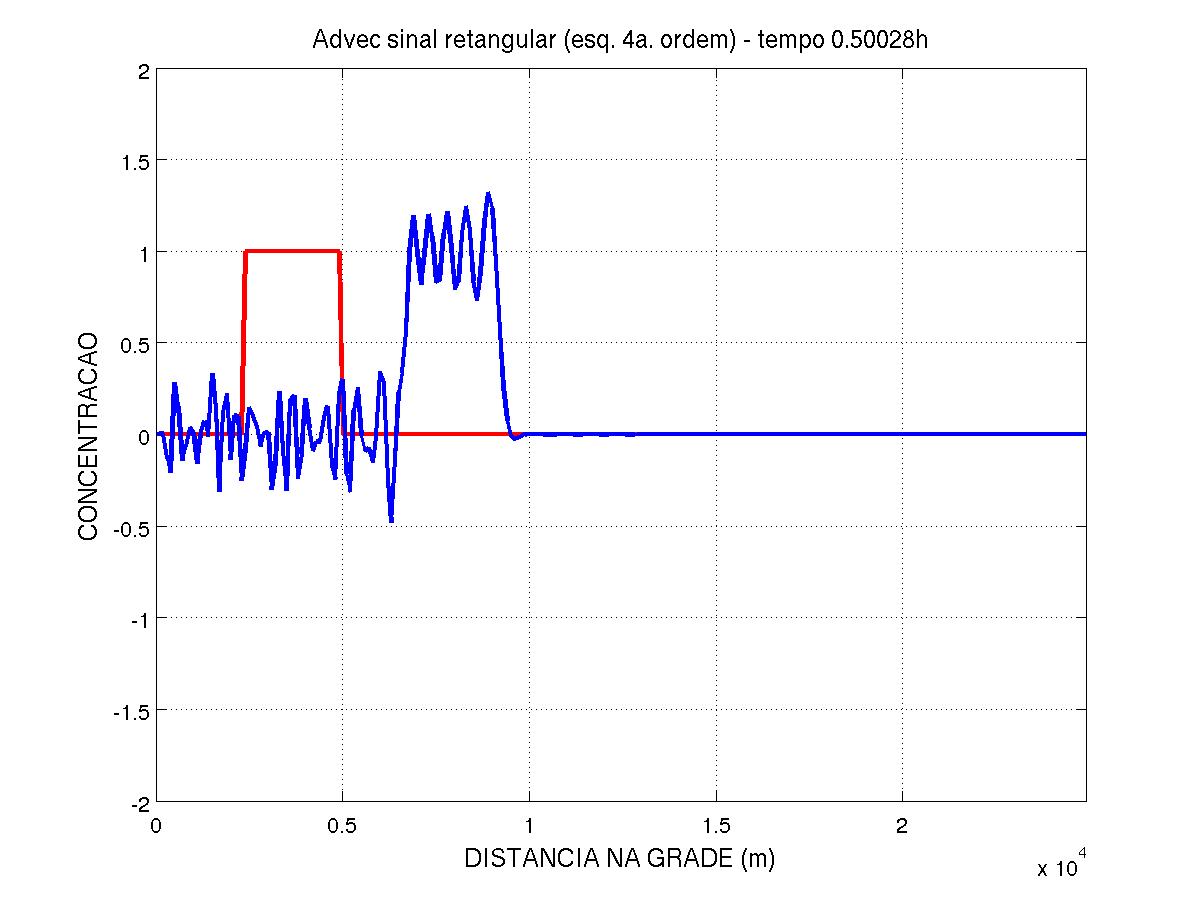 Advec sinal retangular (esq. 4a. ordem) - tempo 0.50028h
2
1.5
1
0.5
0
-0.5
-1
-1.5
-2
CONCENTRACAO
0 0.5 1 1.5 2
DISTANCIA NA GRADE (m)
x 10^4